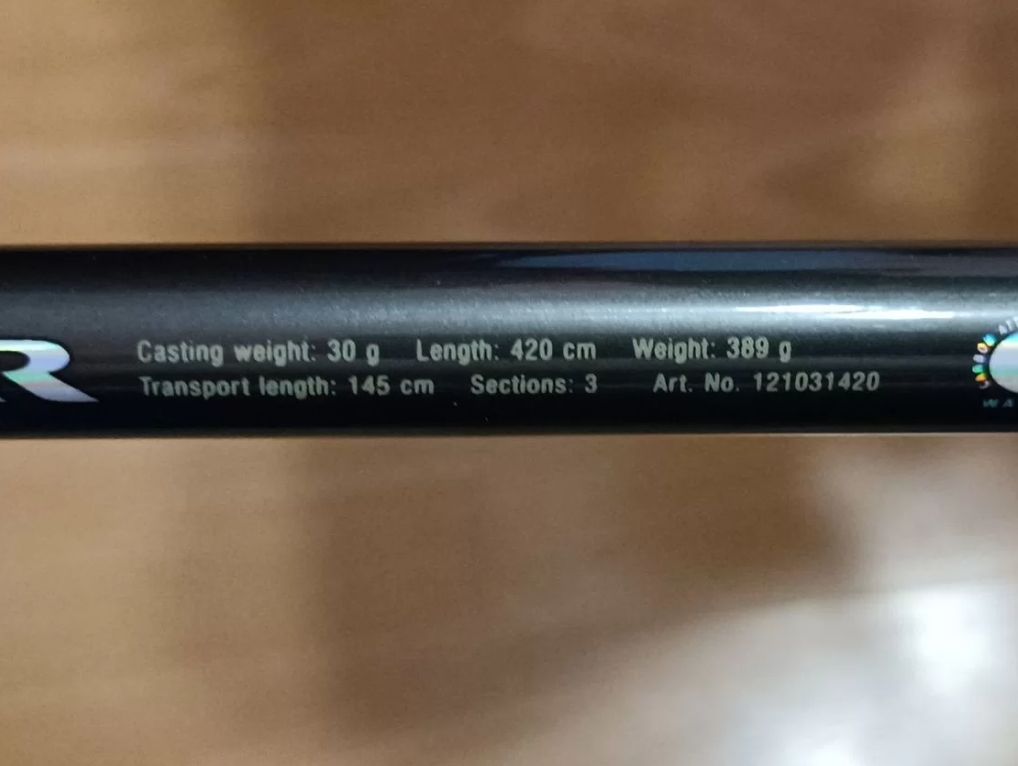 R
Casting weight: 30 g Length: 420 cm Weight: 389 g
Transport length: 145 cm Sections: 3 Art. No. 121031420